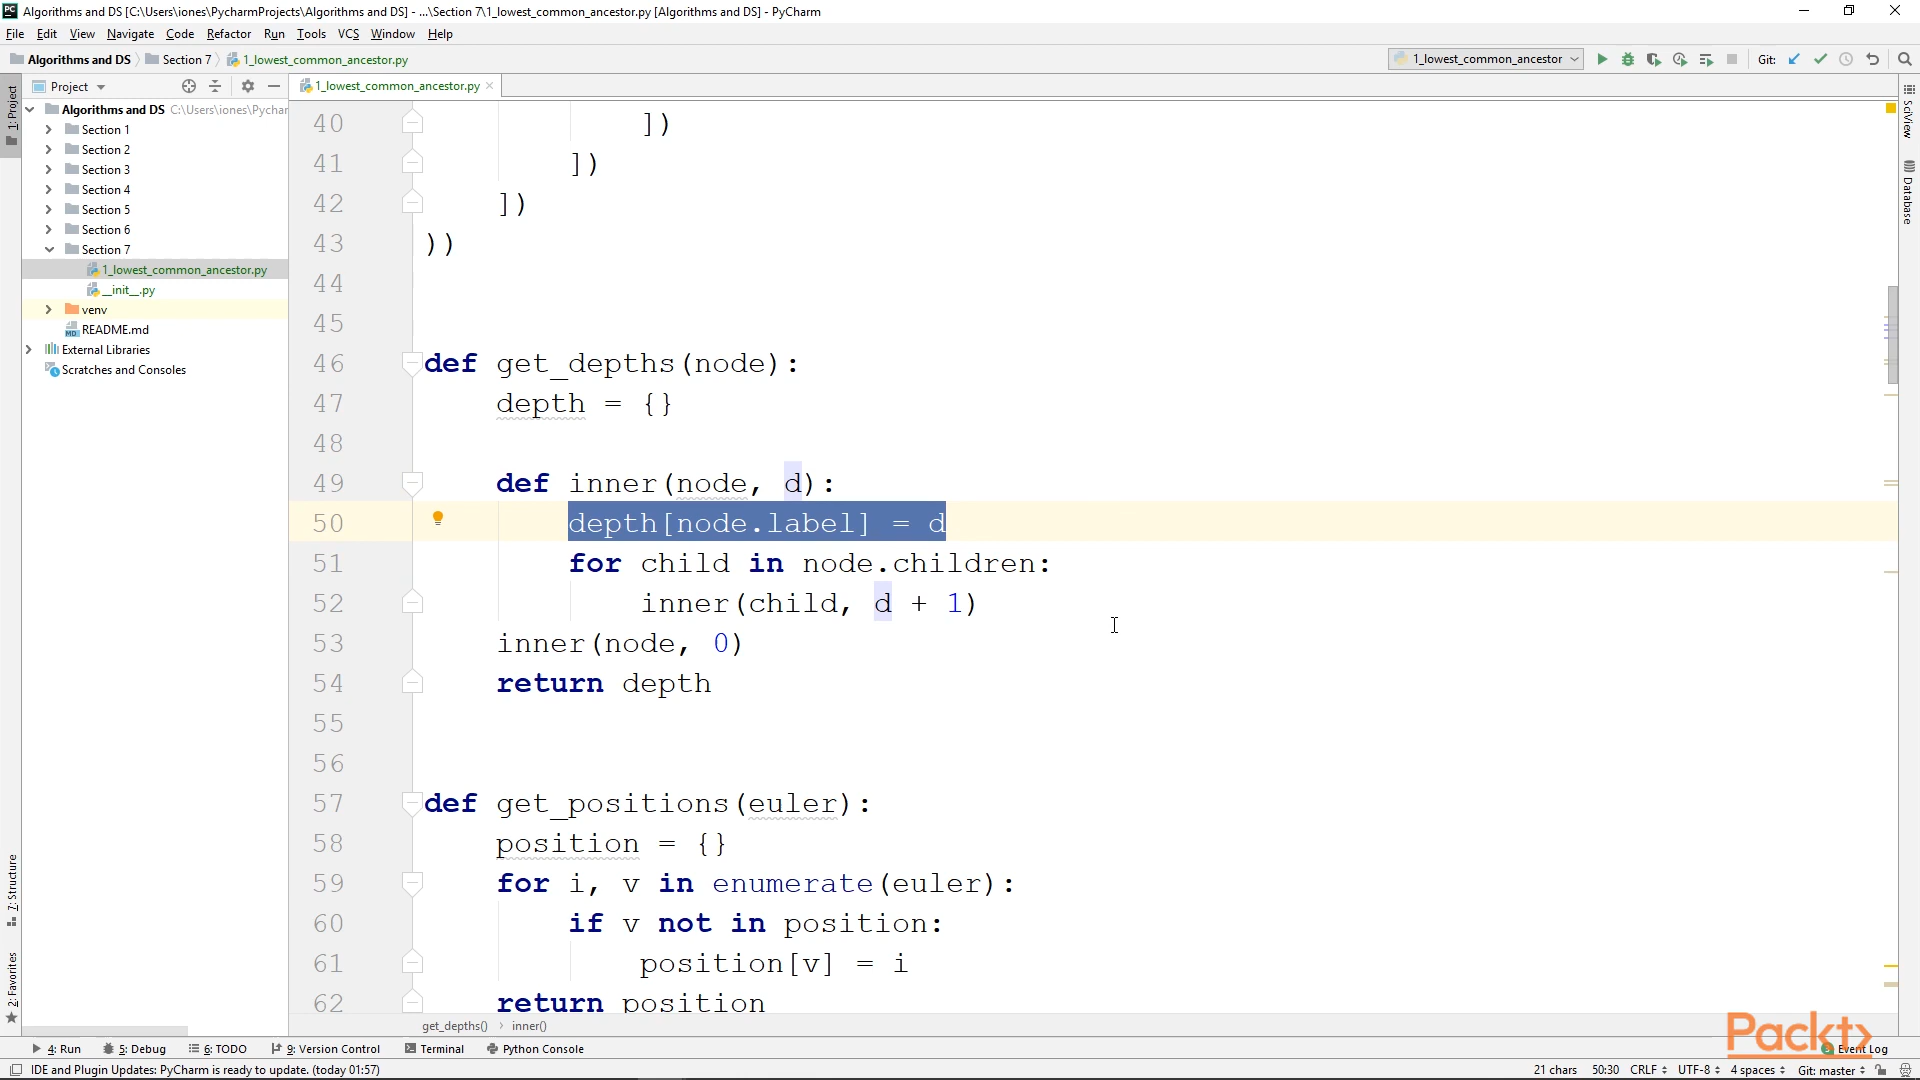 Algorithms and DS [C:\Users\iones\PycharmProjects\Algorithms and DS] - ...\Section 7\1_lowest_common_ancestor.py [Algorithms and DS] - PyCharm
File Edit View Navigate Code Refactor Run Tools VCS Window Help
Algorithms and DS Section 7 1_lowest_common_ancestor.py 1_lowest_common_ancestor Git:
Project 1_lowest_common_ancestor.py
1: Project
Algorithms and DS C:\Users\iones\Pychar
Section 1
Section 2
Section 3
Section 4
Section 5
Section 6
Section 7
1_lowest_common_ancestor.py
__init__.py
venv
README.md
External Libraries
Scratches and Consoles
7: Structure
2: Favorites
40 ])
41 ])
42 ])
43 ))
44
45
46 def get_depths(node):
47 depth = {}
48
49 def inner(node, d):
50 depth[node.label] = d
51 for child in node.children:
52 inner(child, d + 1)
53 inner(node, 0)
54 return depth
55
56
57 def get_positions(euler):
58 position = {}
59 for i, v in enumerate(euler):
60 if v not in position:
61 position[v] = i
62 return position
SciView
Database
get_depths() inner()
Packt>
4: Run 5: Debug 6: TODO 9: Version Control Terminal Python Console Event Log
IDE and Plugin Updates: PyCharm is ready to update. (today 01:57) 21 chars 50:30 CRLF UTF-8 4 spaces Git: master